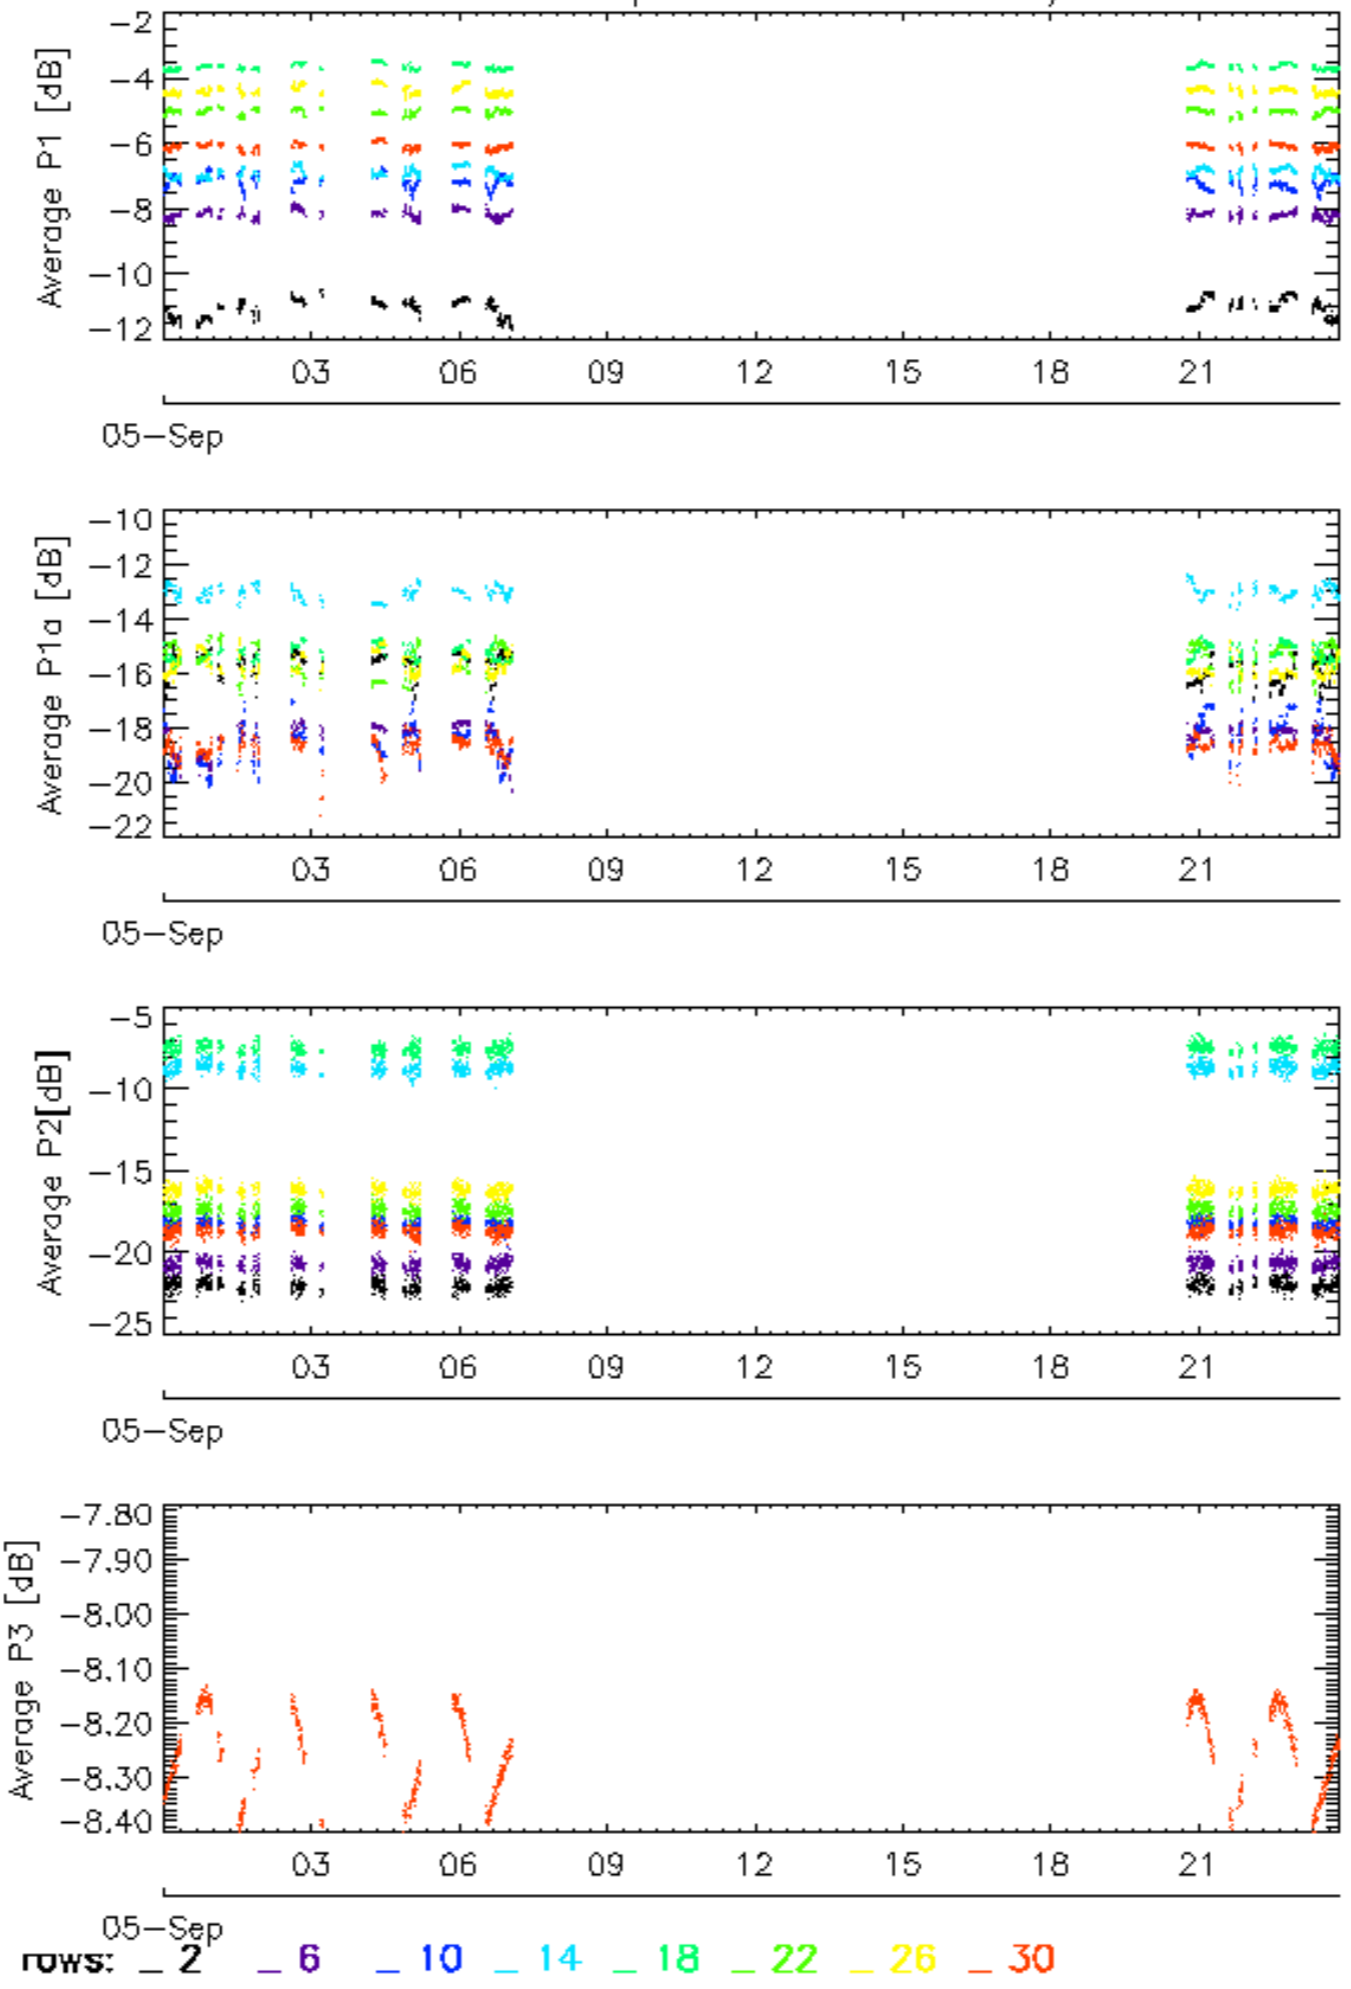 Average P1 [dB]
−2
−4
−6
−8
−10
−12
03 06 09 12 15 18 21
05−Sep
Average P1a [dB]
−10
−12
−14
−16
−18
−20
−22
03 06 09 12 15 18 21
05−Sep
Average P2[dB]
−5
−10
−15
−20
−25
03 06 09 12 15 18 21
05−Sep
Average P3 [dB]
−7.80
−7.90
−8.00
−8.10
−8.20
−8.30
−8.40
03 06 09 12 15 18 21
05−Sep
rows: _ 2 _ 6 _ 10 _ 14 _ 18 _ 22 _ 26 _ 30